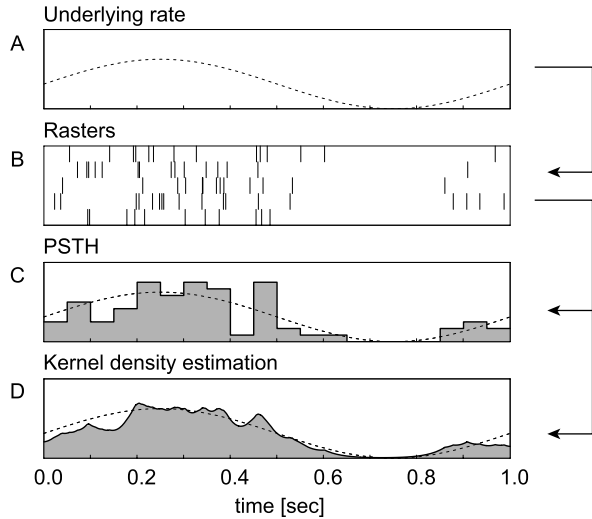 Underlying rate
A
Rasters
B
PSTH
C
Kernel density estimation
D
0.0 0.2 0.4 0.6 0.8 1.0
time [sec]